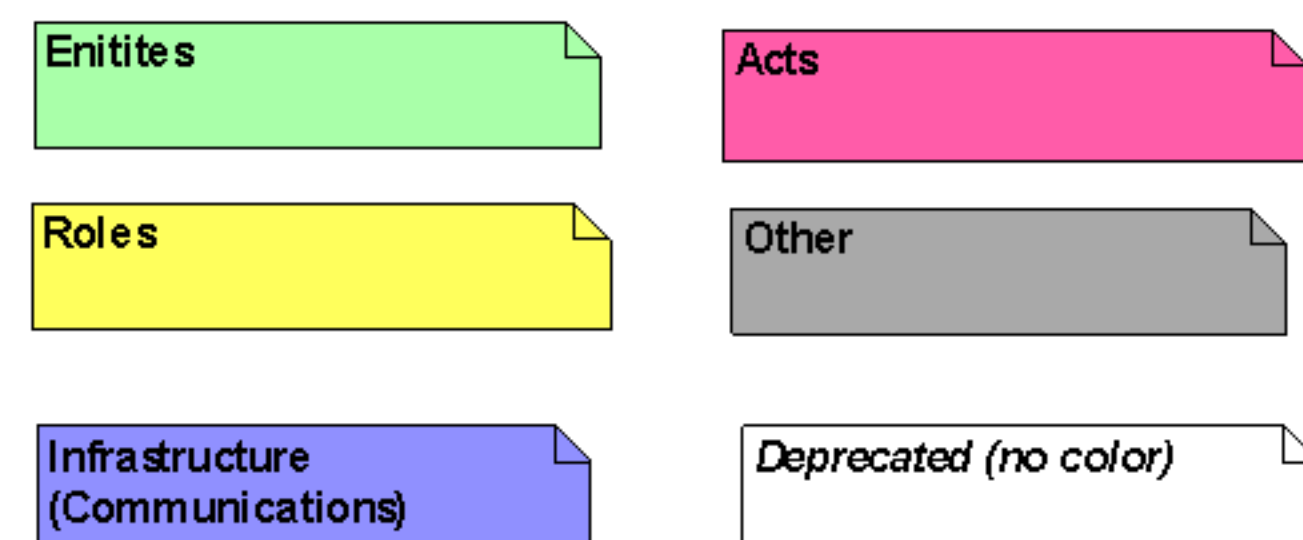 Enitites
Acts
Roles
Other
Infrastructure
(Communications)
Deprecated (no color)